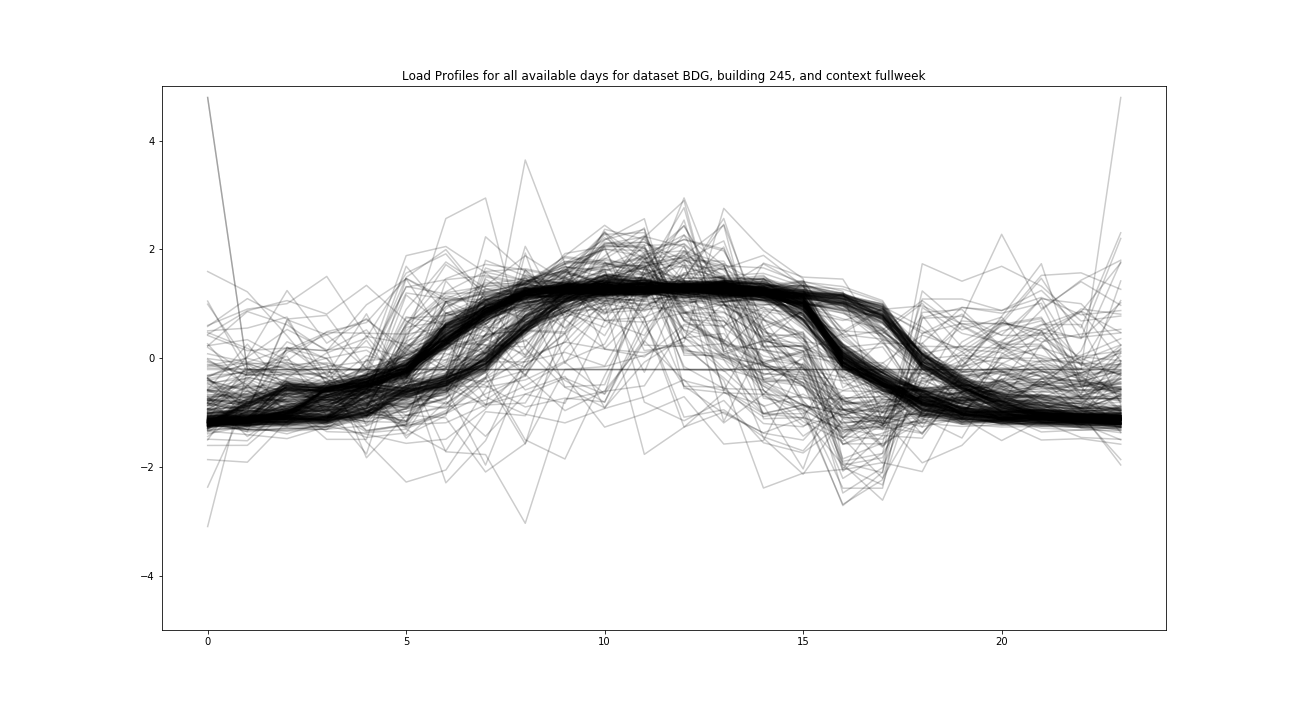 Load Profiles for all available days for dataset BDG, building 245, and context fullweek
4
2
0
−2
−4
0 5 10 15 20